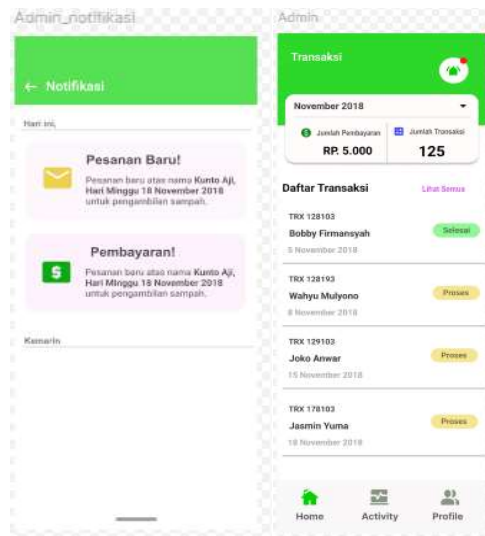 Admin_notifikasi
← Notifikasi
Hari ini,
Pesanan Baru!
Pesanan baru atas nama Kunto Aji,
Hari Minggu 18 November 2018
untuk pengambilan sampah.
Pembayaran!
Pesanan baru atas nama Kunto Aji,
Hari Minggu 18 November 2018
untuk pengambilan sampah.
Kemarin
Admin
Transaksi
November 2018
Jumlah Pembayaran
RP. 5.000
Jumlah Transaksi
125
Daftar Transaksi
Lihat Semua
TRX 128103
Bobby Firmansyah
5 November 2018
Selesai
TRX 128193
Wahyu Mulyono
8 November 2018
Proses
TRX 129103
Joko Anwar
15 November 2018
Proses
TRX 178103
Jasmin Yuma
18 November 2018
Proses
Home
Activity
Profile